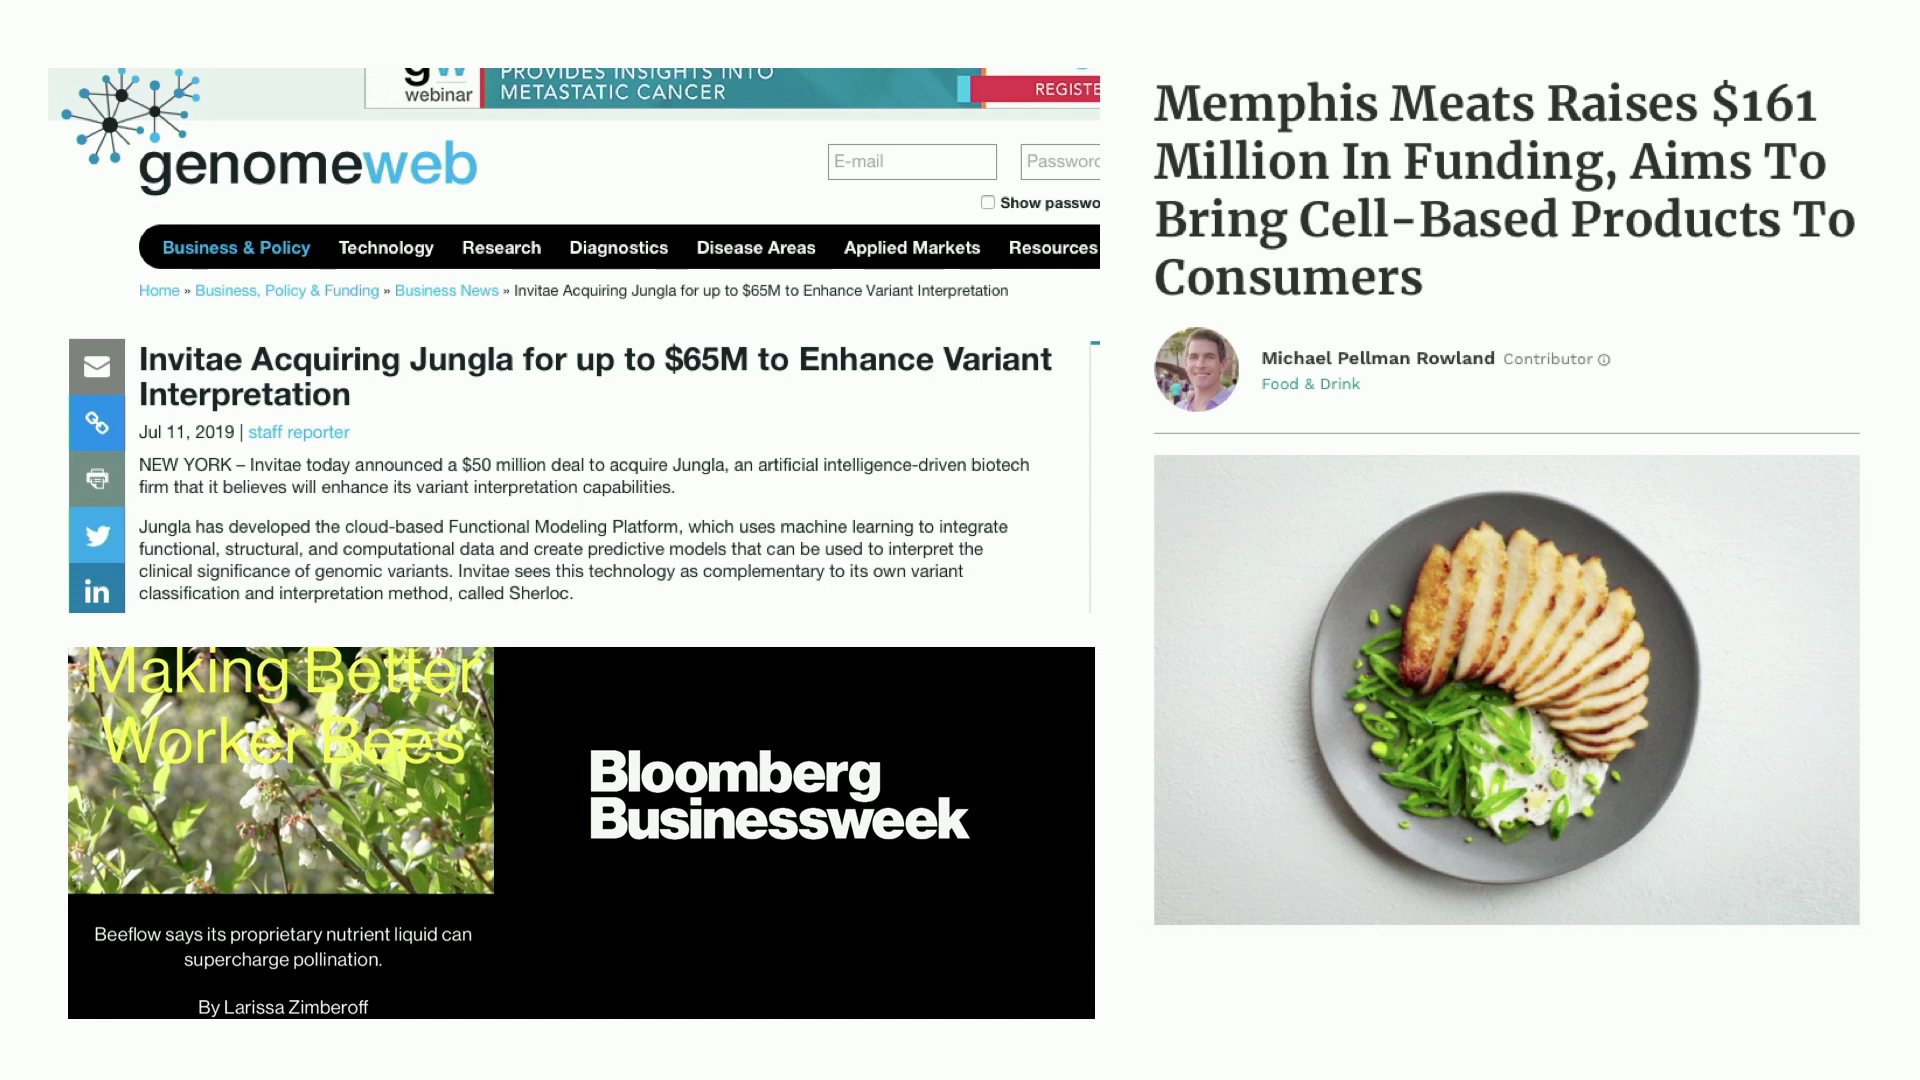 gw
webinar
PROVIDES INSIGHTS INTO
METASTATIC CANCER
REGISTE
genomeweb
E-mail
Password
Show passwo
Business & Policy Technology Research Diagnostics Disease Areas Applied Markets Resources
Home » Business, Policy & Funding » Business News » Invitae Acquiring Jungla for up to $65M to Enhance Variant Interpretation
Invitae Acquiring Jungla for up to $65M to Enhance Variant
Interpretation
Jul 11, 2019 | staff reporter
NEW YORK – Invitae today announced a $50 million deal to acquire Jungla, an artificial intelligence-driven biotech
firm that it believes will enhance its variant interpretation capabilities.
Jungla has developed the cloud-based Functional Modeling Platform, which uses machine learning to integrate
functional, structural, and computational data and create predictive models that can be used to interpret the
clinical significance of genomic variants. Invitae sees this technology as complementary to its own variant
classification and interpretation method, called Sherloc.
in
Making Better
Worker Bees
Beeflow says its proprietary nutrient liquid can
supercharge pollination.
By Larissa Zimberoff
Bloomberg
Businessweek
Memphis Meats Raises $161
Million In Funding, Aims To
Bring Cell-Based Products To
Consumers
Michael Pellman Rowland Contributor
Food & Drink